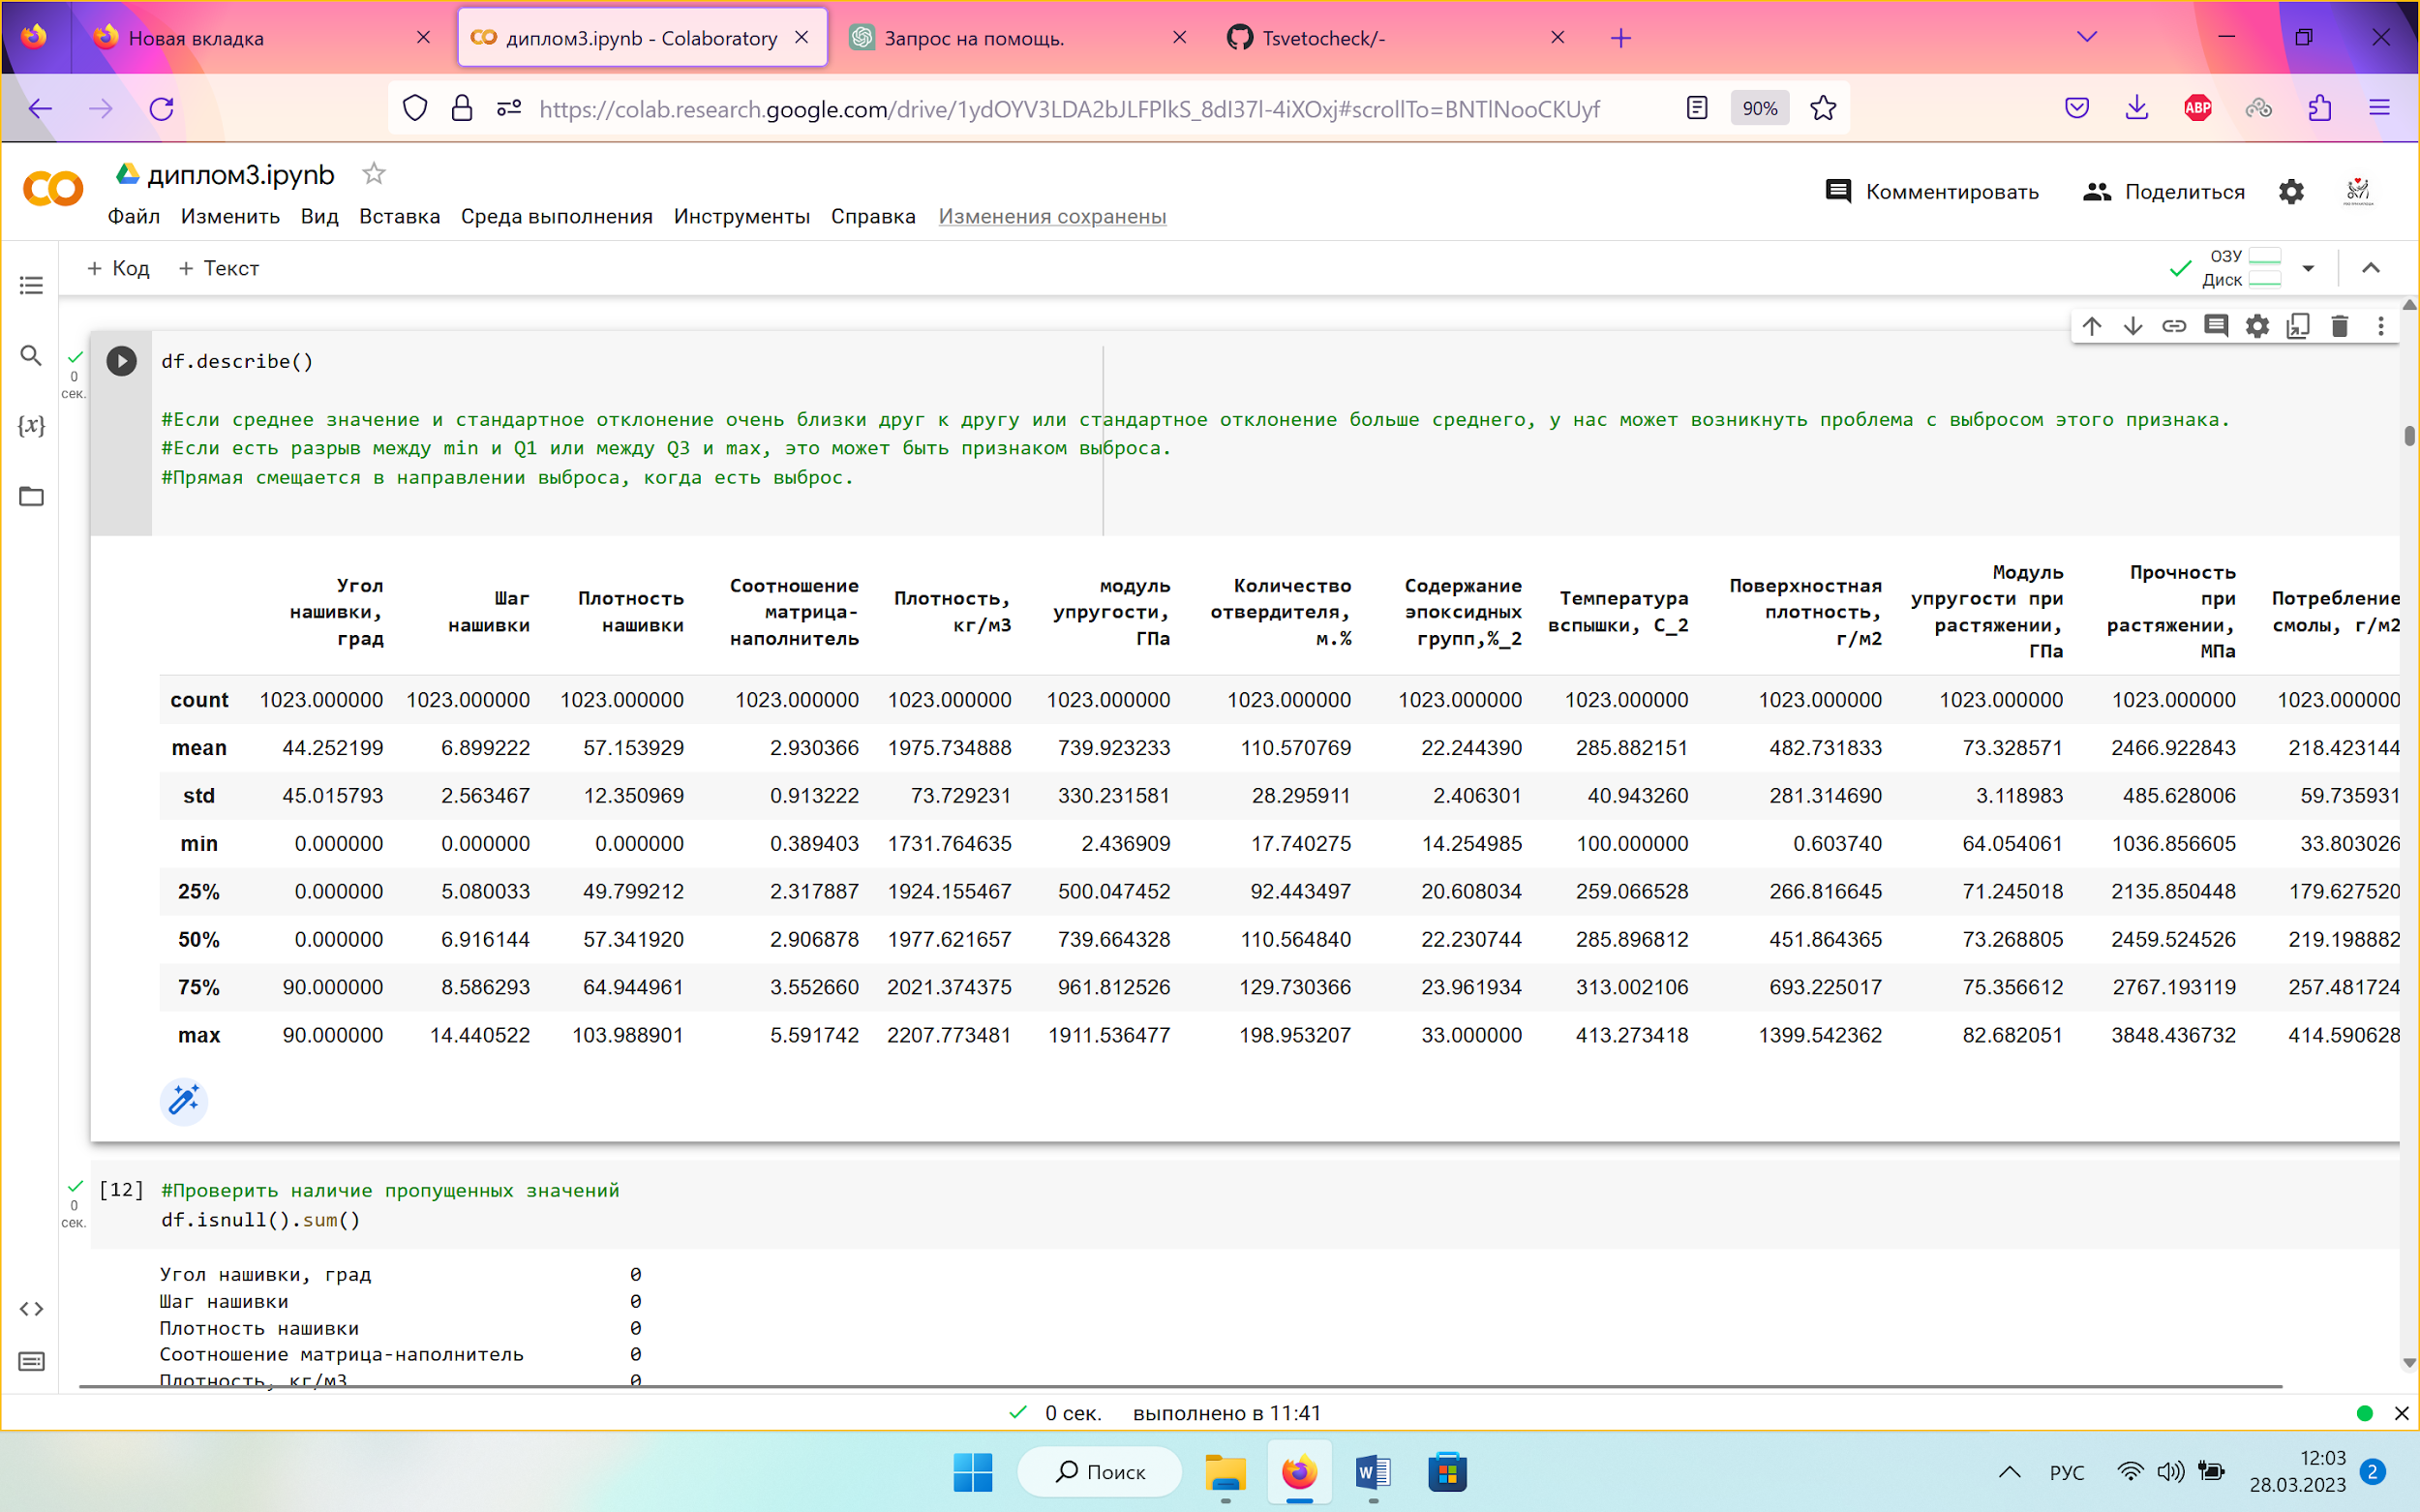 Новая вкладка
диплом3.ipynb - Colaboratory
Запрос на помощь.
Tsvetocheck/-
https://colab.research.google.com/drive/1ydOYV3LDA2bJLFPlkS_8dI37l-4iXOxj#scrollTo=BNTlNooCKUyf
90%
ABP
диплом3.ipynb
Комментировать
Поделиться
Файл Изменить Вид Вставка Среда выполнения Инструменты Справка Изменения сохранены
+ Код + Текст
ОЗУ
Диск
0
сек.
{x}
df.describe()
#Если среднее значение и стандартное отклонение очень близки друг к другу или стандартное отклонение больше среднего, у нас может возникнуть проблема с выбросом этого признака.
#Если есть разрыв между min и Q1 или между Q3 и max, это может быть признаком выброса.
#Прямая смещается в направлении выброса, когда есть выброс.
Угол нашивки, град Шаг нашивки Плотность нашивки Соотношение матрица-наполнитель Плотность, кг/м3 модуль упругости, ГПа Количество отвердителя, м.% Содержание эпоксидных групп,%_2 Температура вспышки, С_2 Поверхностная плотность, г/м2 Модуль упругости при растяжении, ГПа Прочность при растяжении, МПа Потребление смолы, г/м2
count 1023.000000 1023.000000 1023.000000 1023.000000 1023.000000 1023.000000 1023.000000 1023.000000 1023.000000 1023.000000 1023.000000 1023.000000 1023.000000
mean 44.252199 6.899222 57.153929 2.930366 1975.734888 739.923233 110.570769 22.244390 285.882151 482.731833 73.328571 2466.922843 218.423144
std 45.015793 2.563467 12.350969 0.913222 73.729231 330.231581 28.295911 2.406301 40.943260 281.314690 3.118983 485.628006 59.735931
min 0.000000 0.000000 0.000000 0.389403 1731.764635 2.436909 17.740275 14.254985 100.000000 0.603740 64.054061 1036.856605 33.803026
25% 0.000000 5.080033 49.799212 2.317887 1924.155467 500.047452 92.443497 20.608034 259.066528 266.816645 71.245018 2135.850448 179.627520
50% 0.000000 6.916144 57.341920 2.906878 1977.621657 739.664328 110.564840 22.230744 285.896812 451.864365 73.268805 2459.524526 219.198882
75% 90.000000 8.586293 64.944961 3.552660 2021.374375 961.812526 129.730366 23.961934 313.002106 693.225017 75.356612 2767.193119 257.481724
max 90.000000 14.440522 103.988901 5.591742 2207.773481 1911.536477 198.953207 33.000000 413.273418 1399.542362 82.682051 3848.436732 414.590628
0
сек.
[12] #Проверить наличие пропущенных значений
df.isnull().sum()
Угол нашивки, град 0
Шаг нашивки 0
Плотность нашивки 0
Соотношение матрица-наполнитель 0
Плотность, кг/м3 0
0 сек. выполнено в 11:41
Поиск
W
РУС
12:03
28.03.2023
2